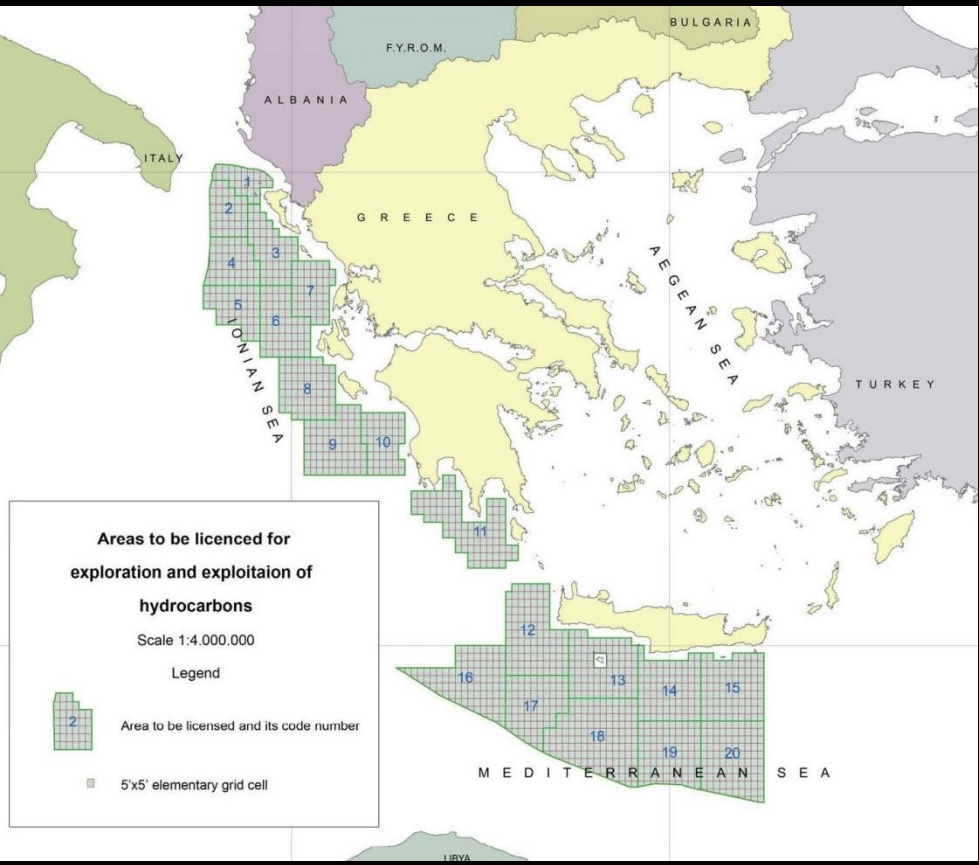 BULGARIA
F.Y.R.O.M.
ALBANIA
ITALY
GREECE
AEGEAN SEA
TURKEY
IONIAN SEA
1
2
3
4
5
6
7
8
9
10
11
12
13
14
15
16
17
18
19
20
MEDITERRANEAN SEA
LIBYA
Areas to be licenced for
exploration and exploitaion of
hydrocarbons
Scale 1:4.000.000
Legend
2
Area to be licensed and its code number
5'x5' elementary grid cell